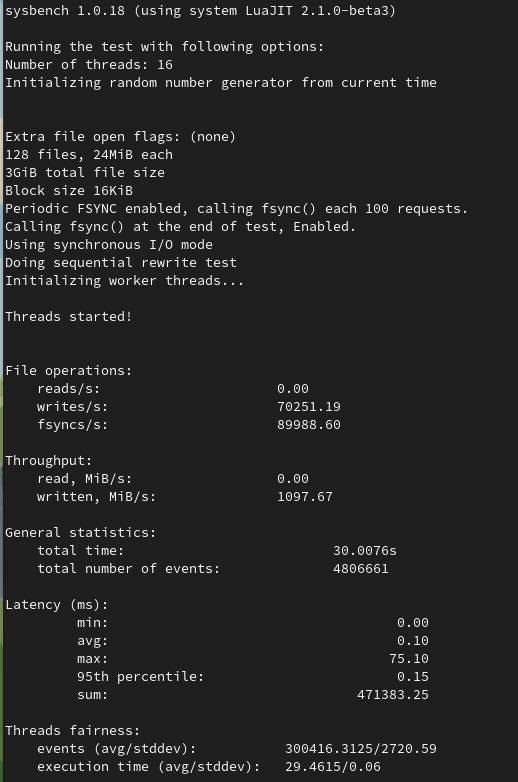 sysbench 1.0.18 (using system LuaJIT 2.1.0-beta3)
Running the test with following options:
Number of threads: 16
Initializing random number generator from current time
Extra file open flags: (none)
128 files, 24MiB each
3GiB total file size
Block size 16KiB
Periodic FSYNC enabled, calling fsync() each 100 requests.
Calling fsync() at the end of test, Enabled.
Using synchronous I/O mode
Doing sequential rewrite test
Initializing worker threads...
Threads started!
File operations:
reads/s: 0.00
writes/s: 70251.19
fsyncs/s: 89988.60
Throughput:
read, MiB/s: 0.00
written, MiB/s: 1097.67
General statistics:
total time: 30.0076s
total number of events: 4806661
Latency (ms):
min: 0.00
avg: 0.10
max: 75.10
95th percentile: 0.15
sum: 471383.25
Threads fairness:
events (avg/stddev): 300416.3125/2720.59
execution time (avg/stddev): 29.4615/0.06